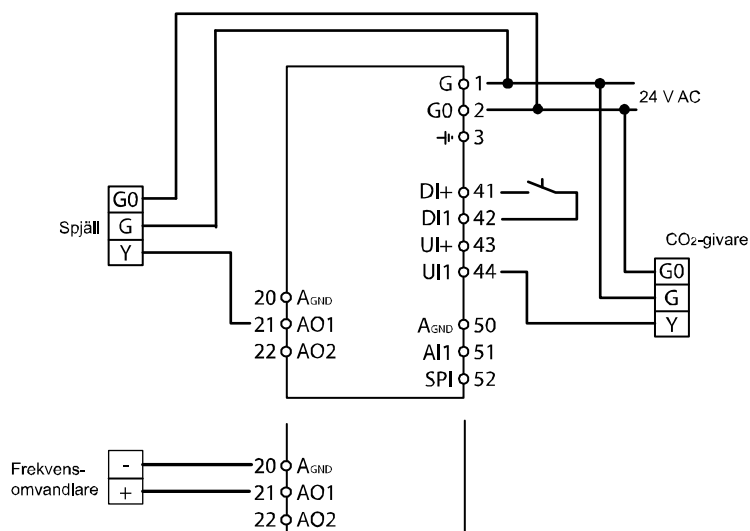 G 1
24 V AC
G0 2
3
G0
Spjäll G
Y
DI+ 41
DI1 42
UI+ 43
UI1 44
CO2-givare
G0
G
Y
20 AGND
21 AO1
22 AO2
AGND 50
AI1 51
SPI 52
Frekvens-
omvandlare
-
+
20 AGND
21 AO1
22 AO2